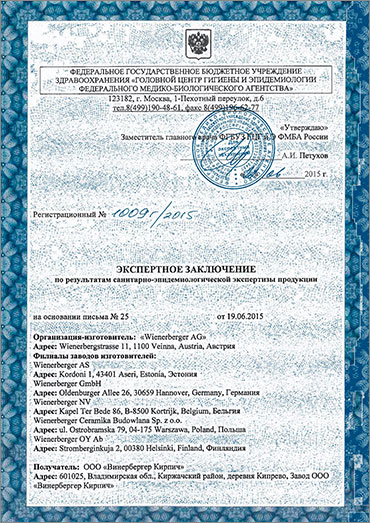 ФЕДЕРАЛЬНОЕ ГОСУДАРСТВЕННОЕ БЮДЖЕТНОЕ УЧРЕЖДЕНИЕ
ЗДРАВООХРАНЕНИЯ «ГОЛОВНОЙ ЦЕНТР ГИГИЕНЫ И ЭПИДЕМИОЛОГИИ
ФЕДЕРАЛЬНОГО МЕДИКО-БИОЛОГИЧЕСКОГО АГЕНТСТВА»
123182, г. Москва, 1-Пехотный переулок, д.6
тел.8(499)190-48-61, факс 8(499)196-62-77
«Утверждаю»
Заместитель главного врача ФГБУЗ ГЦГиЭ ФМБА России
А.И. Петухов
2015 г.
Регистрационный № 1009г/2015
ЭКСПЕРТНОЕ ЗАКЛЮЧЕНИЕ
по результатам санитарно-эпидемиологической экспертизы продукции
на основании письма № 25 от 19.06.2015
Организация-изготовитель: «Wienerberger AG»
Адрес: Wienerbergstrasse 11, 1100 Veinna, Austria, Австрия
Филиалы заводов изготовителей:
Wienerberger AS
Адрес: Kordoni 1, 43401 Aseri, Estonia, Эстония
Wienerberger GmbH
Адрес: Oldenburger Allee 26, 30659 Hannover, Germany, Германия
Wienerberger NV
Адрес: Kapel Ter Bede 86, B-8500 Kortrijk, Belgium, Бельгия
Wienerberger Ceramika Budowlana Sp. z o.o.
Адрес: ul. Ostrobramska 79, 04-175 Warszawa, Poland, Польша
Wienerberger OY Ab
Адрес: Stromberginkuja 2, 00380 Helsinki, Finland, Финляндии
Получатель: ООО «Винербергер Кирпич»
Адрес: 601025, Владимирская обл., Киржачский район, деревня Кипрево, Завод ООО
«Винербергер Кирпич»